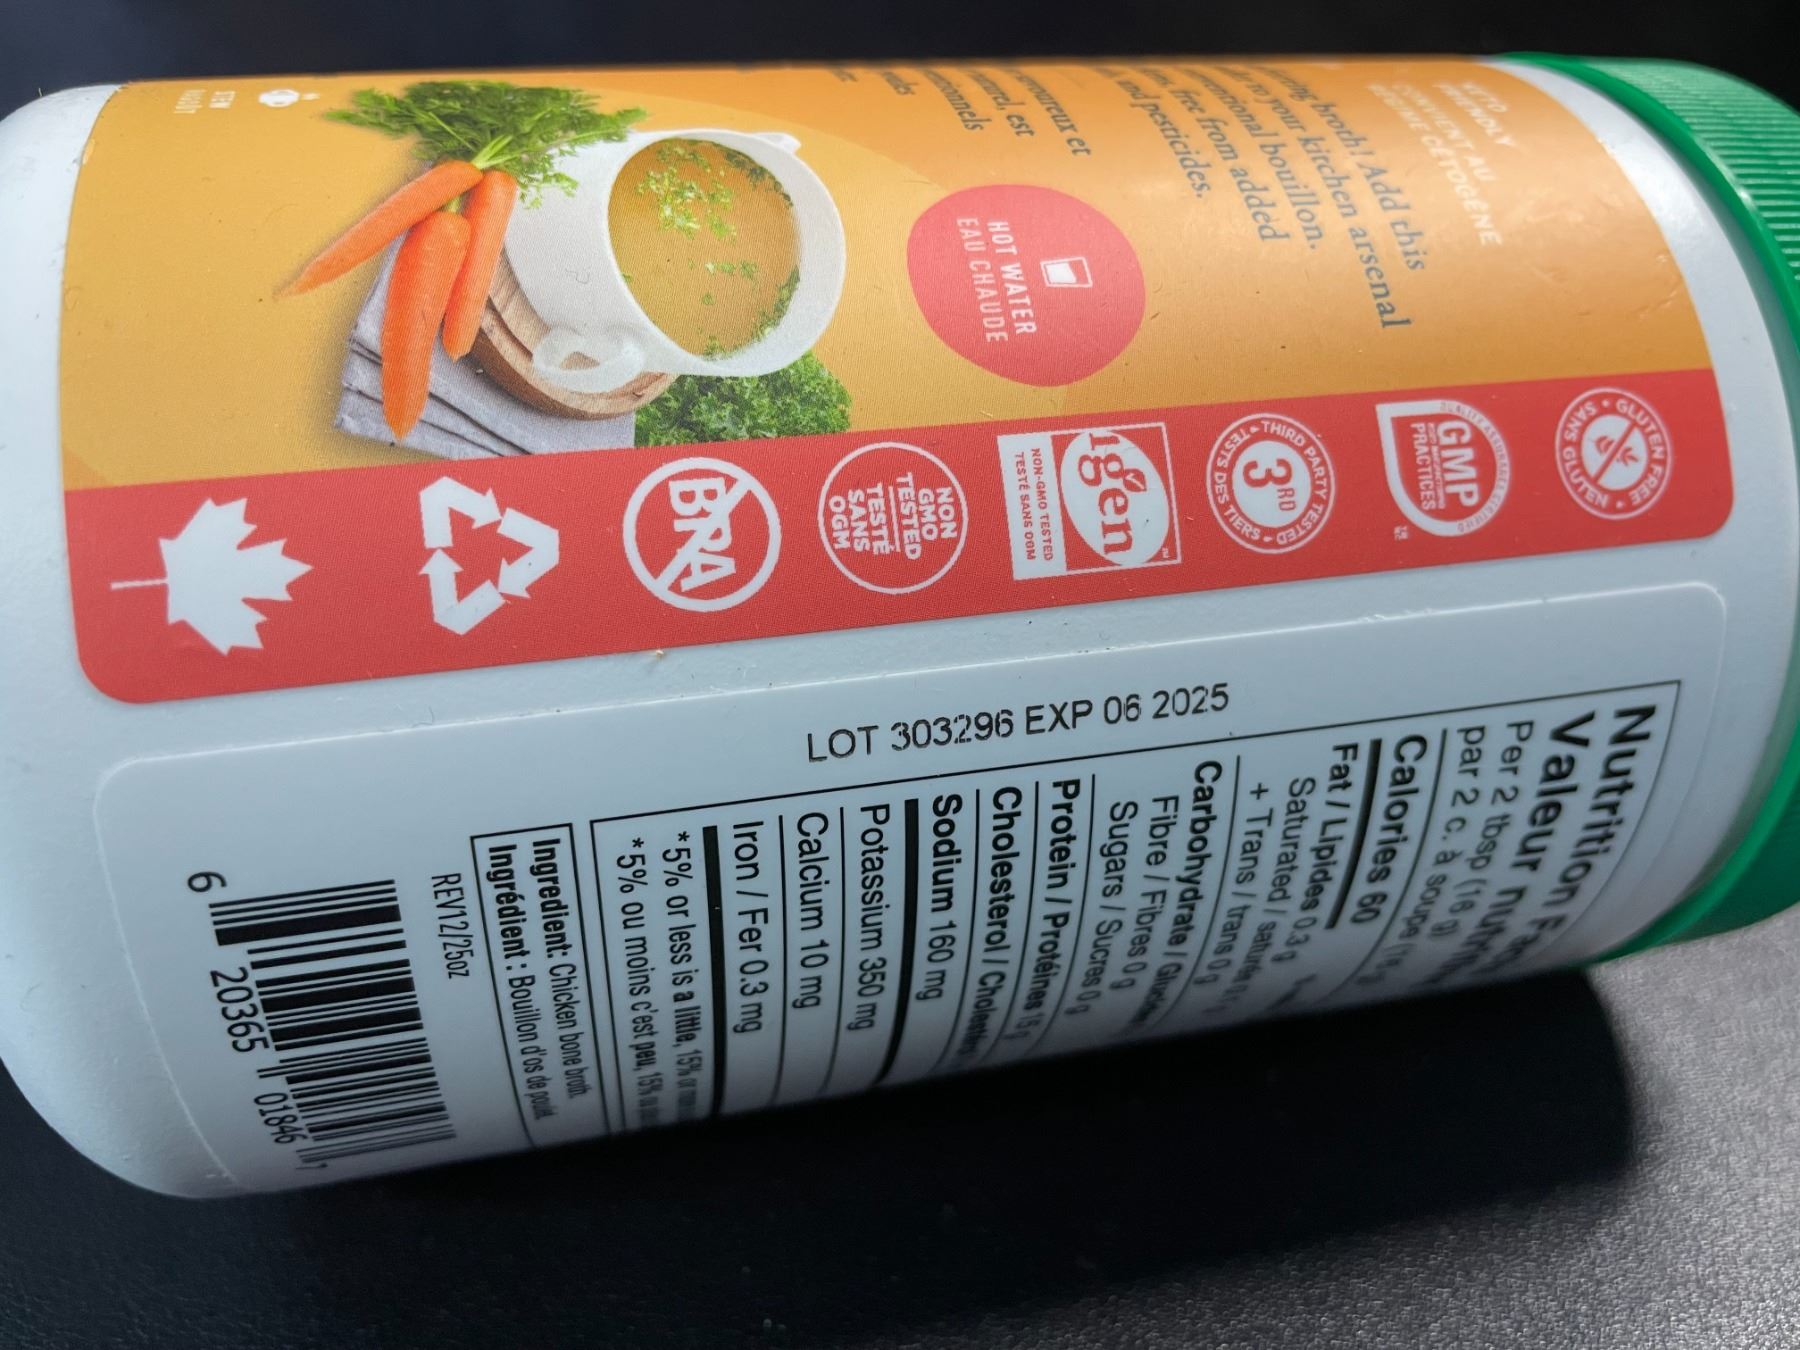 KETO
FRIENDLY
CONVIENT AU
RÉGIME CÉTOGÈNE
broth! Add this
to your kitchen arsenal
bouillon.
free from added
and pesticides.
et
naturel, est
HOT WATER
EAU CHAUDE
STEW
GLUTEN FREE • SANS GLUTEN •
GMP
PRACTICES
THIRD PARTY TESTED • TESTS DES TIERS •
3RD
igen™
NON-GMO TESTED
TESTÉ SANS OGM
NON
GMO
TESTED
TESTÉ
SANS
OGM
BPA
LOT 303296 EXP 06 2025
Nutrition
Valeur
Per 2 tbsp (16 g)
par 2 c. à soupe
Calories 60
Fat / Lipides 0.3 g
Saturated /
+ Trans / trans 0 g
Carbohydrate /
Fibre / Fibres 0 g
Sugars / Sucres 0 g
Protein / Protéines
Cholesterol /
Sodium 160 mg
Potassium 350 mg
Calcium 10 mg
Iron / Fer 0.3 mg
*5% or less is a little, 15% or
*5% ou moins c'est peu, 15%
Ingredient: Chicken bone broth.
Ingrédient : Bouillon d'os de poulet.
REV12/25oz
6 20365 01846